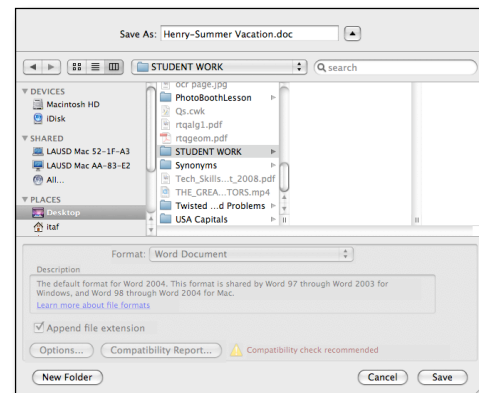 Save As: Henry-Summer Vacation.doc
STUDENT WORK
search
DEVICES
Macintosh HD
iDisk
SHARED
LAUSD Mac 52-1F-A3
LAUSD Mac AA-83-E2
All...
PLACES
Desktop
itaf
ocr page.jpg
PhotoBoothLesson
Qs.cwk
rtqalg1.pdf
rtqgeom.pdf
STUDENT WORK
Synonyms
Tech_Skills...t_2008.pdf
THE_GREA...TORS.mp4
Twisted ...d Problems
USA Capitals
Format: Word Document
Description
The default format for Word 2004. This format is shared by Word 97 through Word 2003 for
Windows, and Word 98 through Word 2004 for Mac.
Learn more about file formats
Append file extension
Options... Compatibility Report... Compatibility check recommended
New Folder Cancel Save